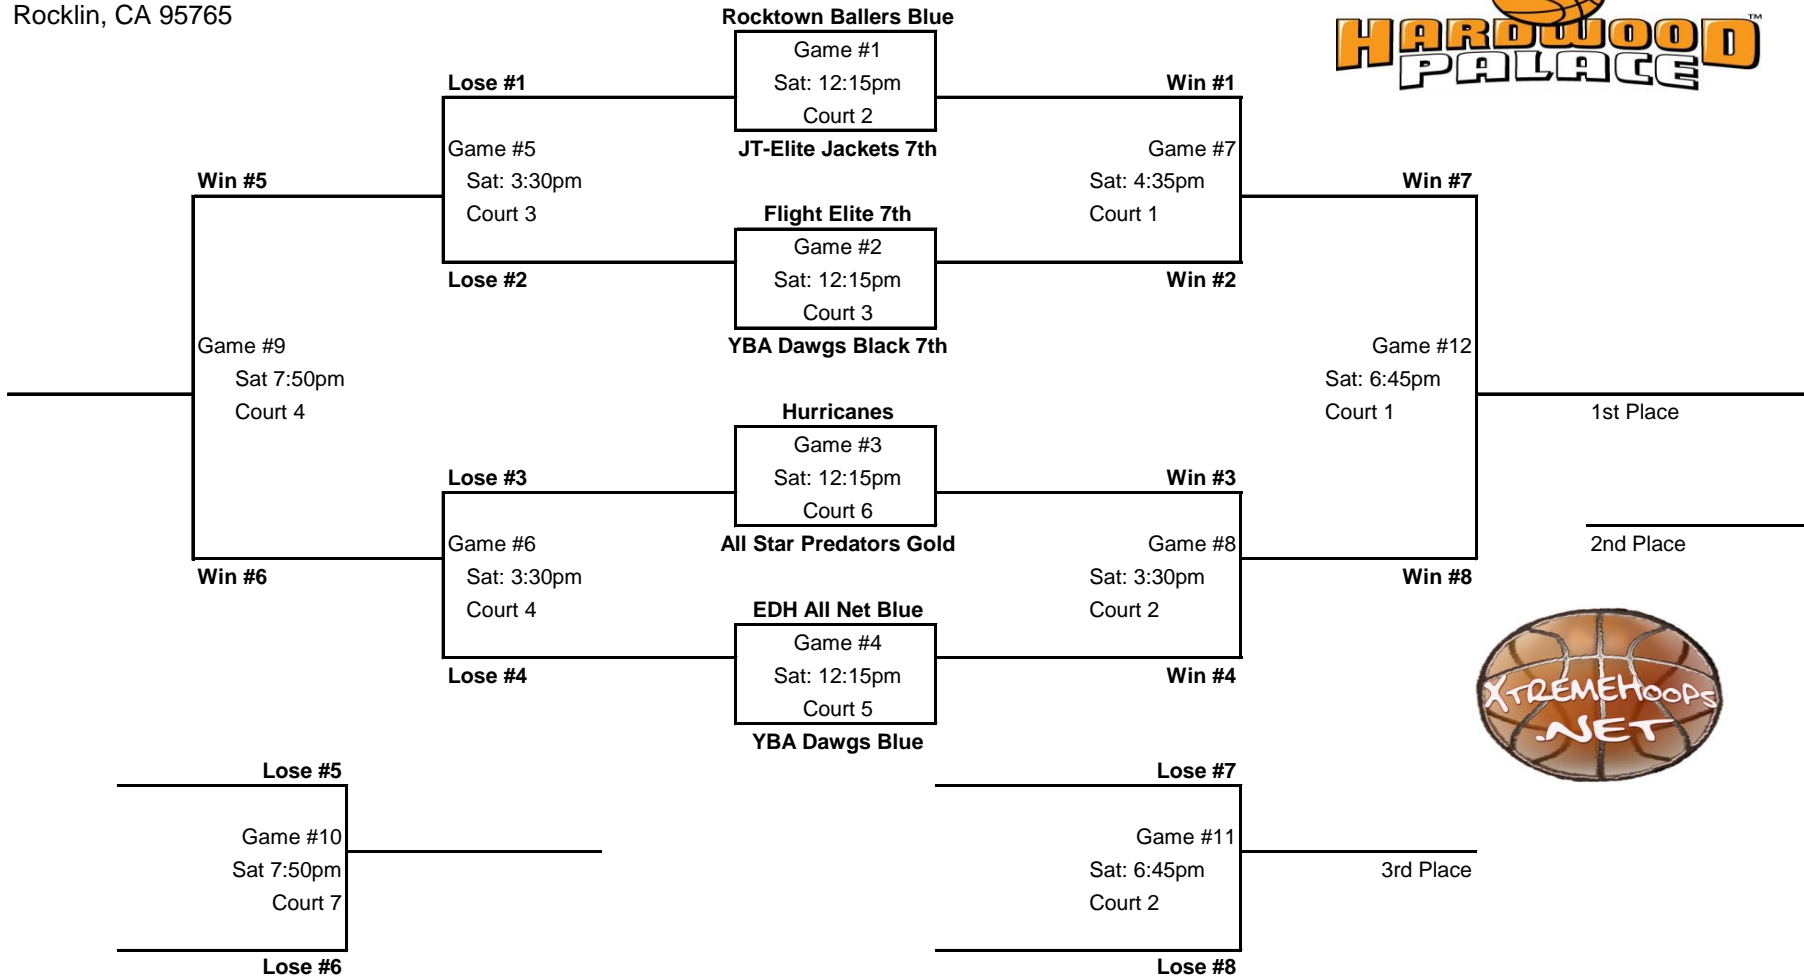 Rocklin, CA 95765
HARDWOOD
PALACE
TM
Rocktown Ballers Blue
Game #1
Sat: 12:15pm
Court 2
JT-Elite Jackets 7th
Lose #1
Game #5
Sat: 3:30pm
Court 3
Lose #2
Win #1
Game #7
Sat: 4:35pm
Court 1
Win #2
Flight Elite 7th
Game #2
Sat: 12:15pm
Court 3
YBA Dawgs Black 7th
Win #5
Game #9
Sat 7:50pm
Court 4
Win #6
Win #7
Game #12
Sat: 6:45pm
Court 1
Win #8
1st Place
2nd Place
Hurricanes
Game #3
Sat: 12:15pm
Court 6
All Star Predators Gold
Lose #3
Game #6
Sat: 3:30pm
Court 4
Lose #4
Win #3
Game #8
Sat: 3:30pm
Court 2
Win #4
EDH All Net Blue
Game #4
Sat: 12:15pm
Court 5
YBA Dawgs Blue
XTREMEHOOPS
.NET
Lose #5
Game #10
Sat 7:50pm
Court 7
Lose #6
Lose #7
Game #11
Sat: 6:45pm
Court 2
Lose #8
3rd Place